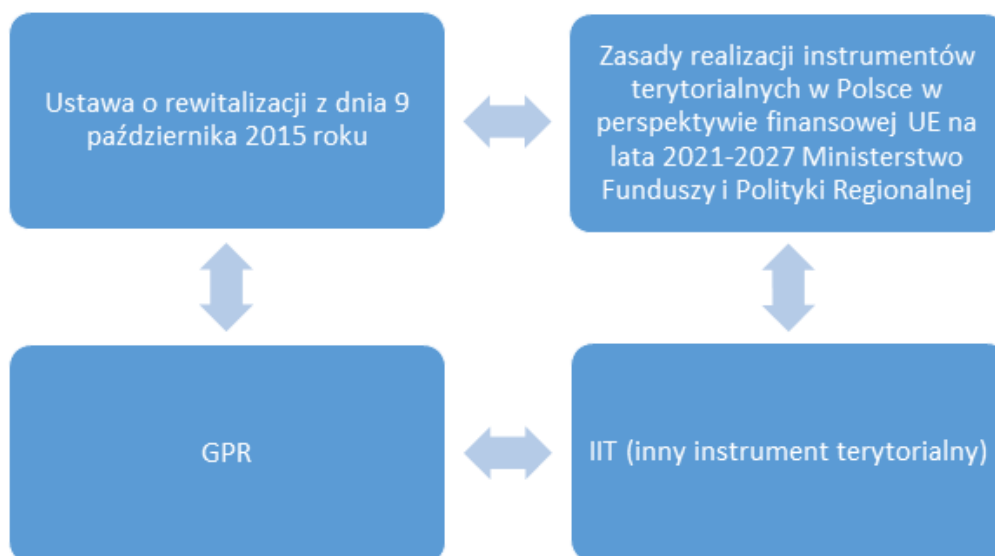 Ustawa o rewitalizacji z dnia 9
października 2015 roku
Zasady realizacji instrumentów
terytorialnych w Polsce w
perspektywie finansowej UE na
lata 2021-2027 Ministerstwo
Funduszy i Polityki Regionalnej
GPR
IIT (inny instrument terytorialny)